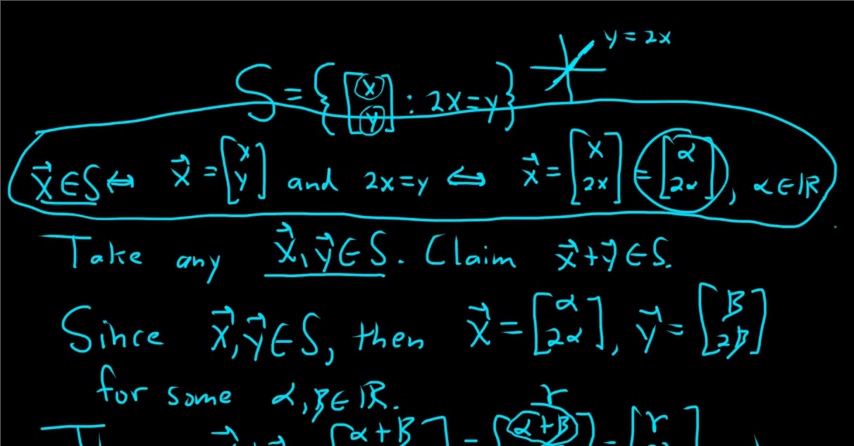 y = 2x
S = { [x y] : 2x = y }
x⃗ ∈ S ⟺ x⃗ = [x y] and 2x = y ⟺ x⃗ = [x 2x] = [α 2α], α ∈ ℝ
Take any x⃗, y⃗ ∈ S. Claim x⃗ + y⃗ ∈ S.
Since x⃗, y⃗ ∈ S, then x⃗ = [α 2α], y⃗ = [β 2β]
for some α, β ∈ ℝ.
r
[α + β] = [α + β] = [r]